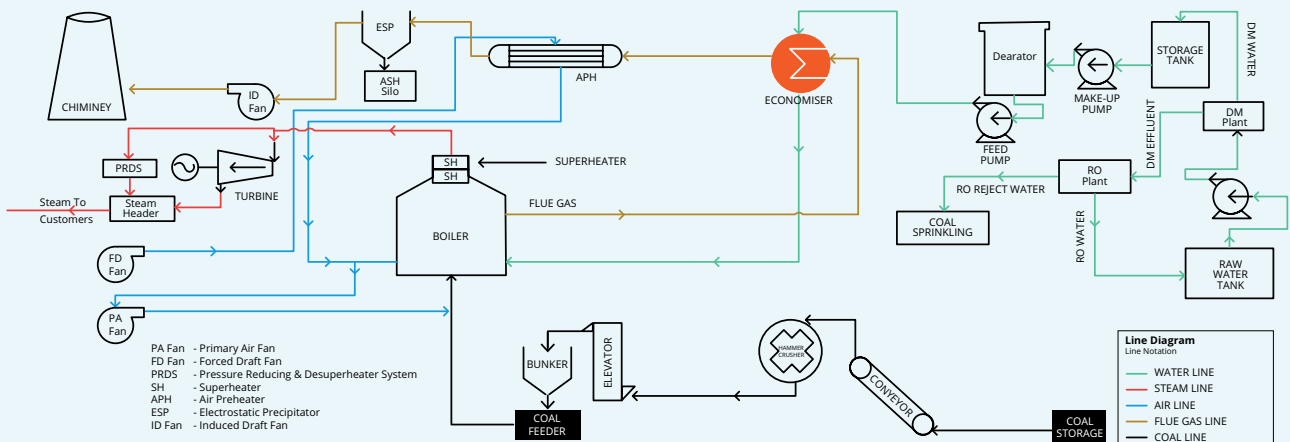 ESP
ASH
Silo
CHIMINEY
ID
Fan
APH
ECONOMISER
Dearator
FEED
PUMP
MAKE-UP
PUMP
STORAGE
TANK
DM WATER
DM
Plant
DM EFFLUENT
RO
Plant
RO REJECT WATER
COAL
SPRINKLING
RO WATER
RAW
WATER
TANK
PRDS
TURBINE
Steam
Header
Steam To
Customers
SH
SH
SUPERHEATER
FLUE GAS
BOILER
FD
Fan
PA
Fan
BUNKER
ELEVATOR
COAL
FEEDER
HAMMER
CRUSHER
CONYEYOR
COAL
STORAGE
PA Fan - Primary Air Fan
FD Fan - Forced Draft Fan
PRDS - Pressure Reducing & Desuperheater System
SH - Superheater
APH - Air Preheater
ESP - Electrostatic Precipitator
ID Fan - Induced Draft Fan
Line Diagram
Line Notation
WATER LINE
STEAM LINE
AIR LINE
FLUE GAS LINE
COAL LINE